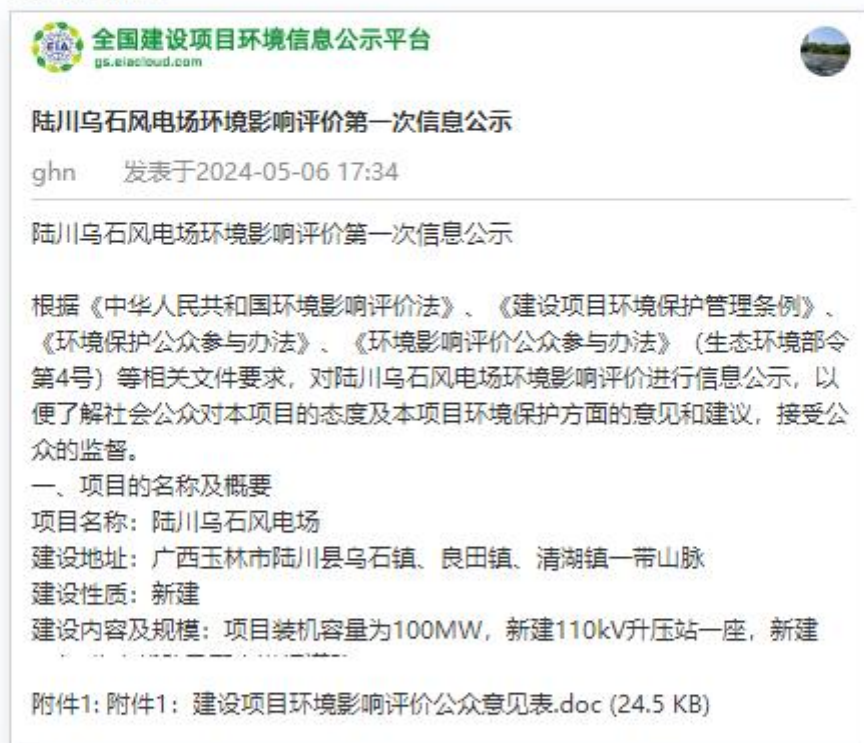 全国建设项目环境信息公示平台
gs.eiacloud.com
陆川乌石风电场环境影响评价第一次信息公示
ghn 发表于2024-05-06 17:34
陆川乌石风电场环境影响评价第一次信息公示
根据《中华人民共和国环境影响评价法》、《建设项目环境保护管理条例》、
《环境保护公众参与办法》、《环境影响评价公众参与办法》（生态环境部令
第4号）等相关文件要求，对陆川乌石风电场环境影响评价进行信息公示，以
便了解社会公众对本项目的态度及本项目环境保护方面的意见和建议，接受公
众的监督。
一、项目的名称及概要
项目名称：陆川乌石风电场
建设地址：广西玉林市陆川县乌石镇、良田镇、清湖镇一带山脉
建设性质：新建
建设内容及规模：项目装机容量为100MW，新建110kV升压站一座，新建
附件1: 附件1：建设项目环境影响评价公众意见表.doc (24.5 KB)